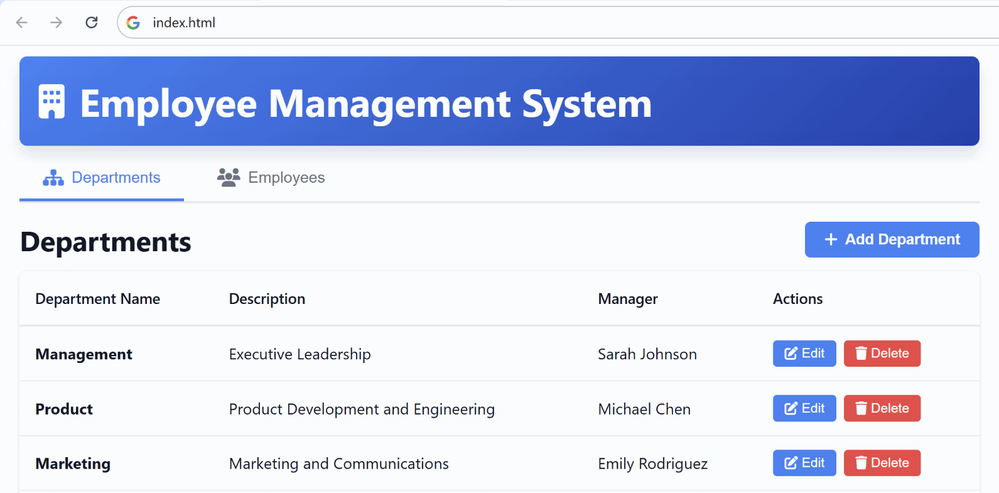 index.html
Employee Management System
Departments Employees
Departments
Add Department
Department Name Description Manager Actions
Management Executive Leadership Sarah Johnson Edit Delete
Product Product Development and Engineering Michael Chen Edit Delete
Marketing Marketing and Communications Emily Rodriguez Edit Delete